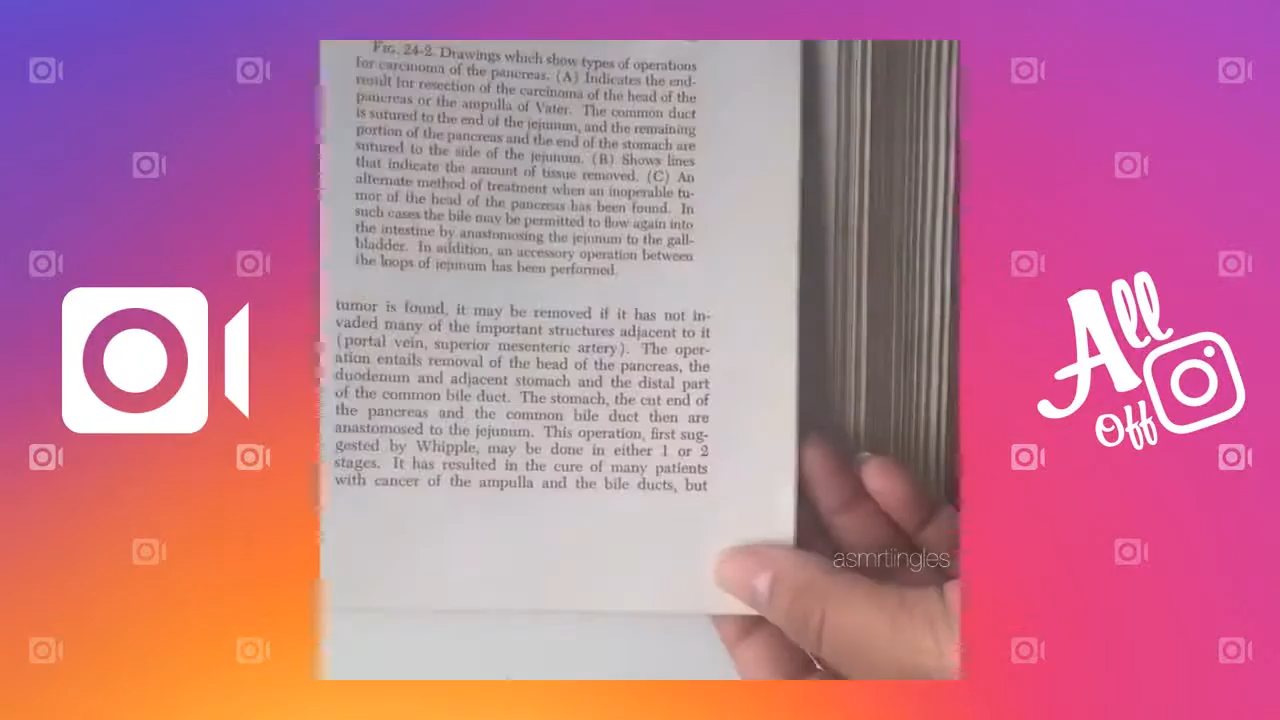 FIG. 24-2. Drawings which show types of operations
for carcinoma of the pancreas. (A) Indicates the end-
result for resection of the carcinoma of the head of the
pancreas or the ampulla of Vater. The common duct
is sutured to the end of the jejunum, and the remaining
portion of the pancreas and the end of the stomach are
sutured to the side of the jejunum. (B) Shows lines
that indicate the amount of tissue removed. (C) An
alternate method of treatment when an inoperable tu-
mor of the head of the pancreas has been found. In
such cases the bile may be permitted to flow again into
the intestine by anastomosing the jejunum to the gall-
bladder. In addition, an accessory operation between
the loops of jejunum has been performed.
tumor is found, it may be removed if it has not in-
vaded many of the important structures adjacent to it
(portal vein, superior mesenteric artery). The oper-
ation entails removal of the head of the pancreas, the
duodenum and adjacent stomach and the distal part
of the common bile duct. The stomach, the cut end of
the pancreas and the common bile duct then are
anastomosed to the jejunum. This operation, first sug-
gested by Whipple, may be done in either 1 or 2
stages. It has resulted in the cure of many patients
with cancer of the ampulla and the bile ducts, but
asmrtiingles
All
Off